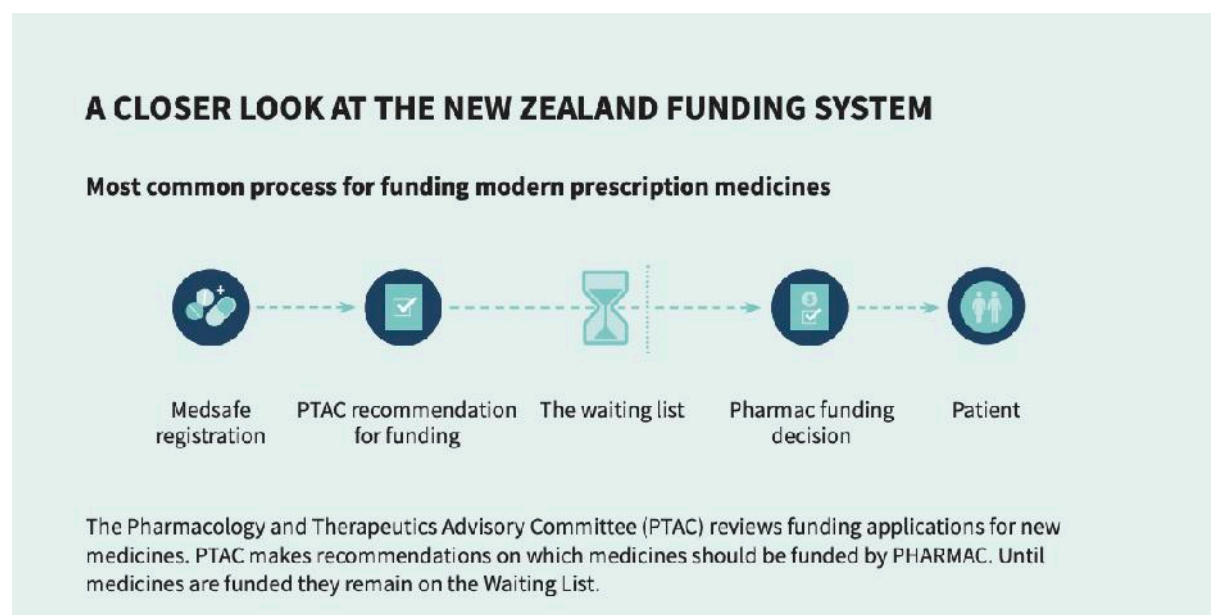 A CLOSER LOOK AT THE NEW ZEALAND FUNDING SYSTEM
Most common process for funding modern prescription medicines
Medsafe
registration
PTAC recommendation
for funding
The waiting list
Pharmac funding
decision
Patient
The Pharmacology and Therapeutics Advisory Committee (PTAC) reviews funding applications for new
medicines. PTAC makes recommendations on which medicines should be funded by PHARMAC. Until
medicines are funded they remain on the Waiting List.